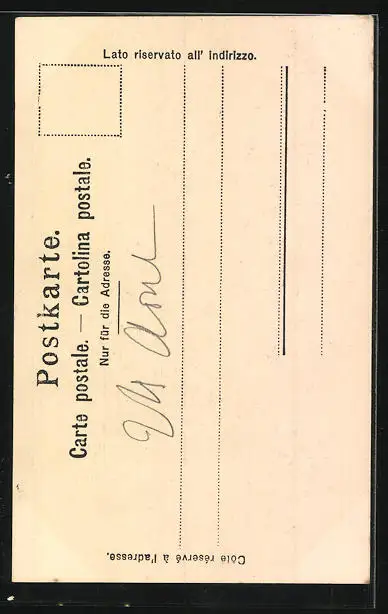 Lato riservato all' indirizzo.
Postkarte.
Carte postale. — Cartolina postale.
Nur für die Adresse.
Côté réservé à l'adresse.